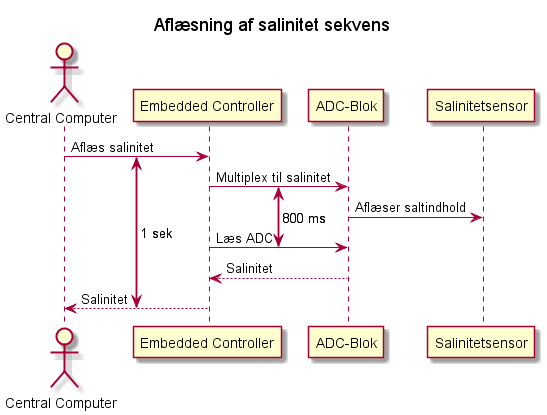 Aflæsning af salinitet sekvens
Central Computer
Embedded Controller
ADC-Blok
Salinitetsensor
Aflæs salinitet
Multiplex til salinitet
Aflæser saltindhold
800 ms
1 sek
Læs ADC
Salinitet
Salinitet
Central Computer
Embedded Controller
ADC-Blok
Salinitetsensor